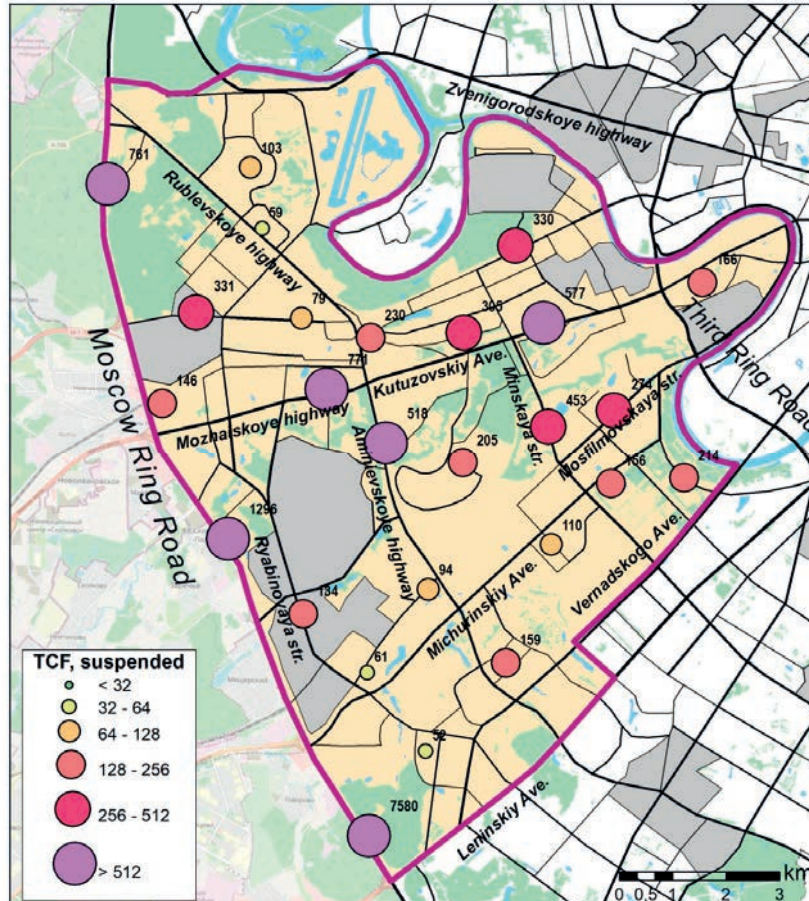 Zvenigorodskoye highway
761
103
Rublevskoye highway
59
330
166
331
79
230
305
577
Third Ring Road
771
Kutuzovskiy Ave.
Minskaya str.
274
Moscow Ring Road
146
Mozhaiskoye highway
518
453
Mosfilmovskaya str.
205
156
214
Aminievskoye highway
1296
110
Vernadskogo Ave.
Ryabinovaya str.
94
Michurinskiy Ave.
134
159
61
52
7580
Leninskiy Ave.
TCF, suspended
< 32
32 - 64
64 - 128
128 - 256
256 - 512
> 512
km
0 0,5 1 2 3